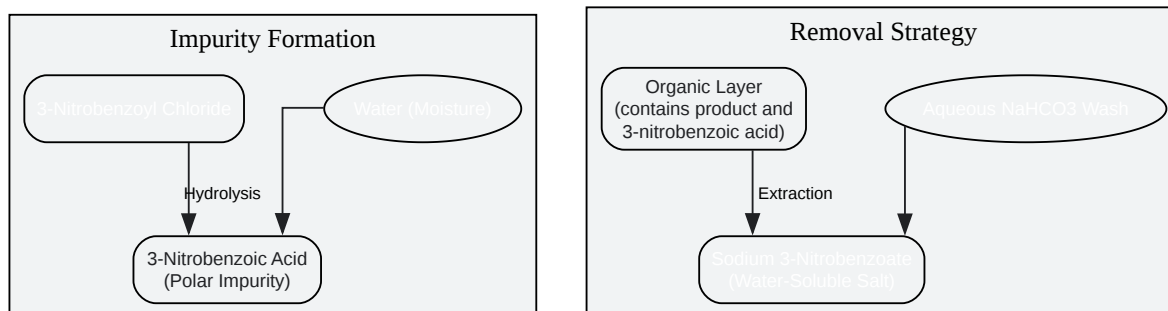 Impurity Formation
3-Nitrobenzoyl Chloride
Water (Moisture)
Hydrolysis
3-Nitrobenzoic Acid
(Polar Impurity)
Removal Strategy
Organic Layer
(contains product and
3-nitrobenzoic acid)
Aqueous NaHCO3 Wash
Extraction
Sodium 3-Nitrobenzoate
(Water-Soluble Salt)